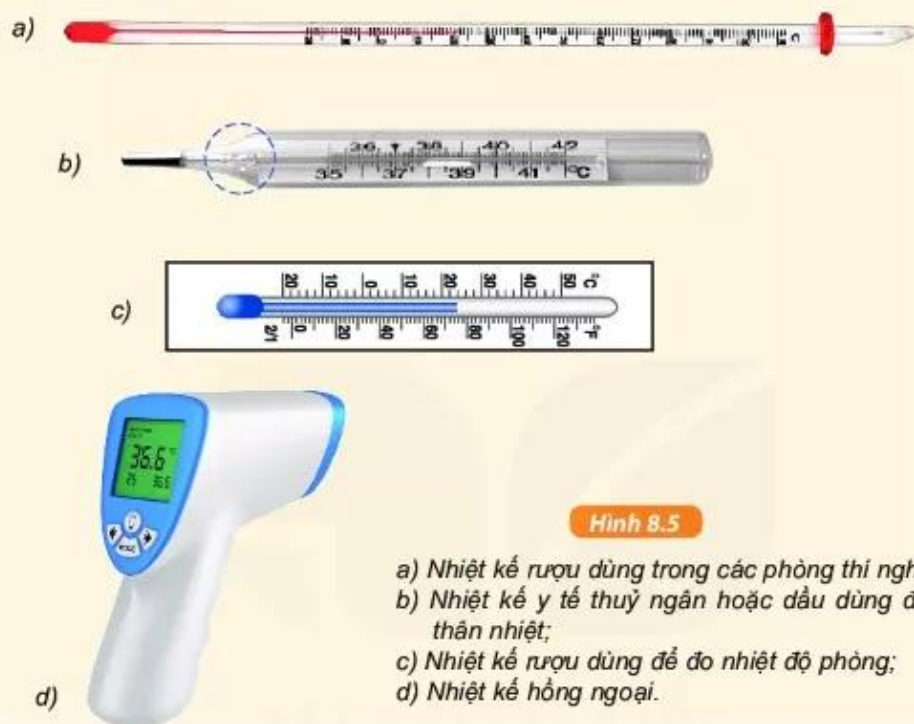 a)
b)
36 38 40 42
35 37 39 41 °C
c)
20 10 0 10 20 30 40 50 °C
0 20 40 60 80 100 120 °F
36.6
d)
Hình 8.5
a) Nhiệt kế rượu dùng trong các phòng thí ngh
b) Nhiệt kế y tế thuỷ ngân hoặc dầu dùng đ
thân nhiệt;
c) Nhiệt kế rượu dùng để đo nhiệt độ phòng;
d) Nhiệt kế hồng ngoại.